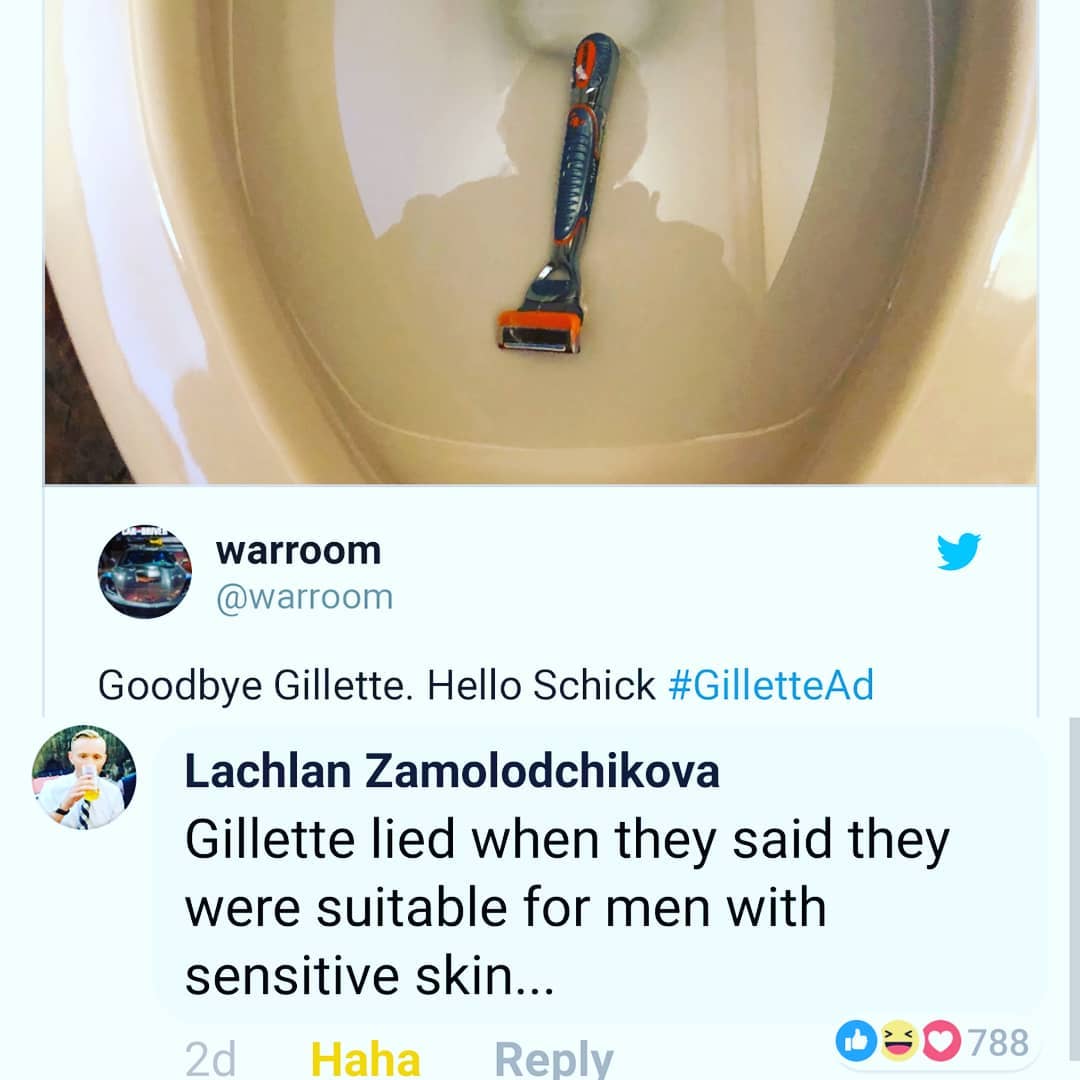 warroom
@warroom
Goodbye Gillette. Hello Schick #GilletteAd
Lachlan Zamolodchikova
Gillette lied when they said they
were suitable for men with
sensitive skin...
2d Haha Reply 788